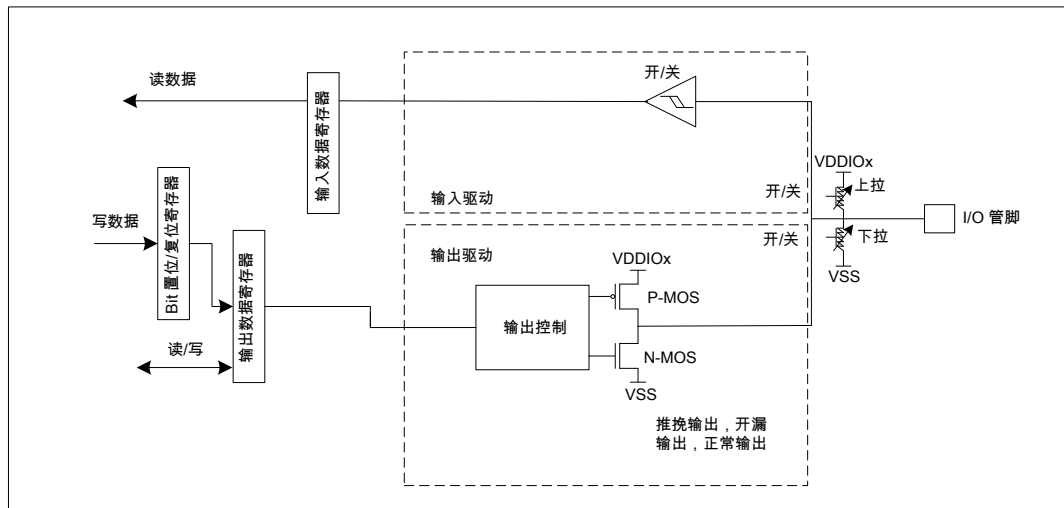 读数据
输入数据寄存器
开/关
输入驱动
开/关
VDDIOx
上拉
I/O 管脚
下拉
VSS
写数据
Bit 置位/复位寄存器
输出数据寄存器
读/写
输出驱动
开/关
VDDIOx
P-MOS
输出控制
N-MOS
VSS
推挽输出，开漏
输出，正常输出